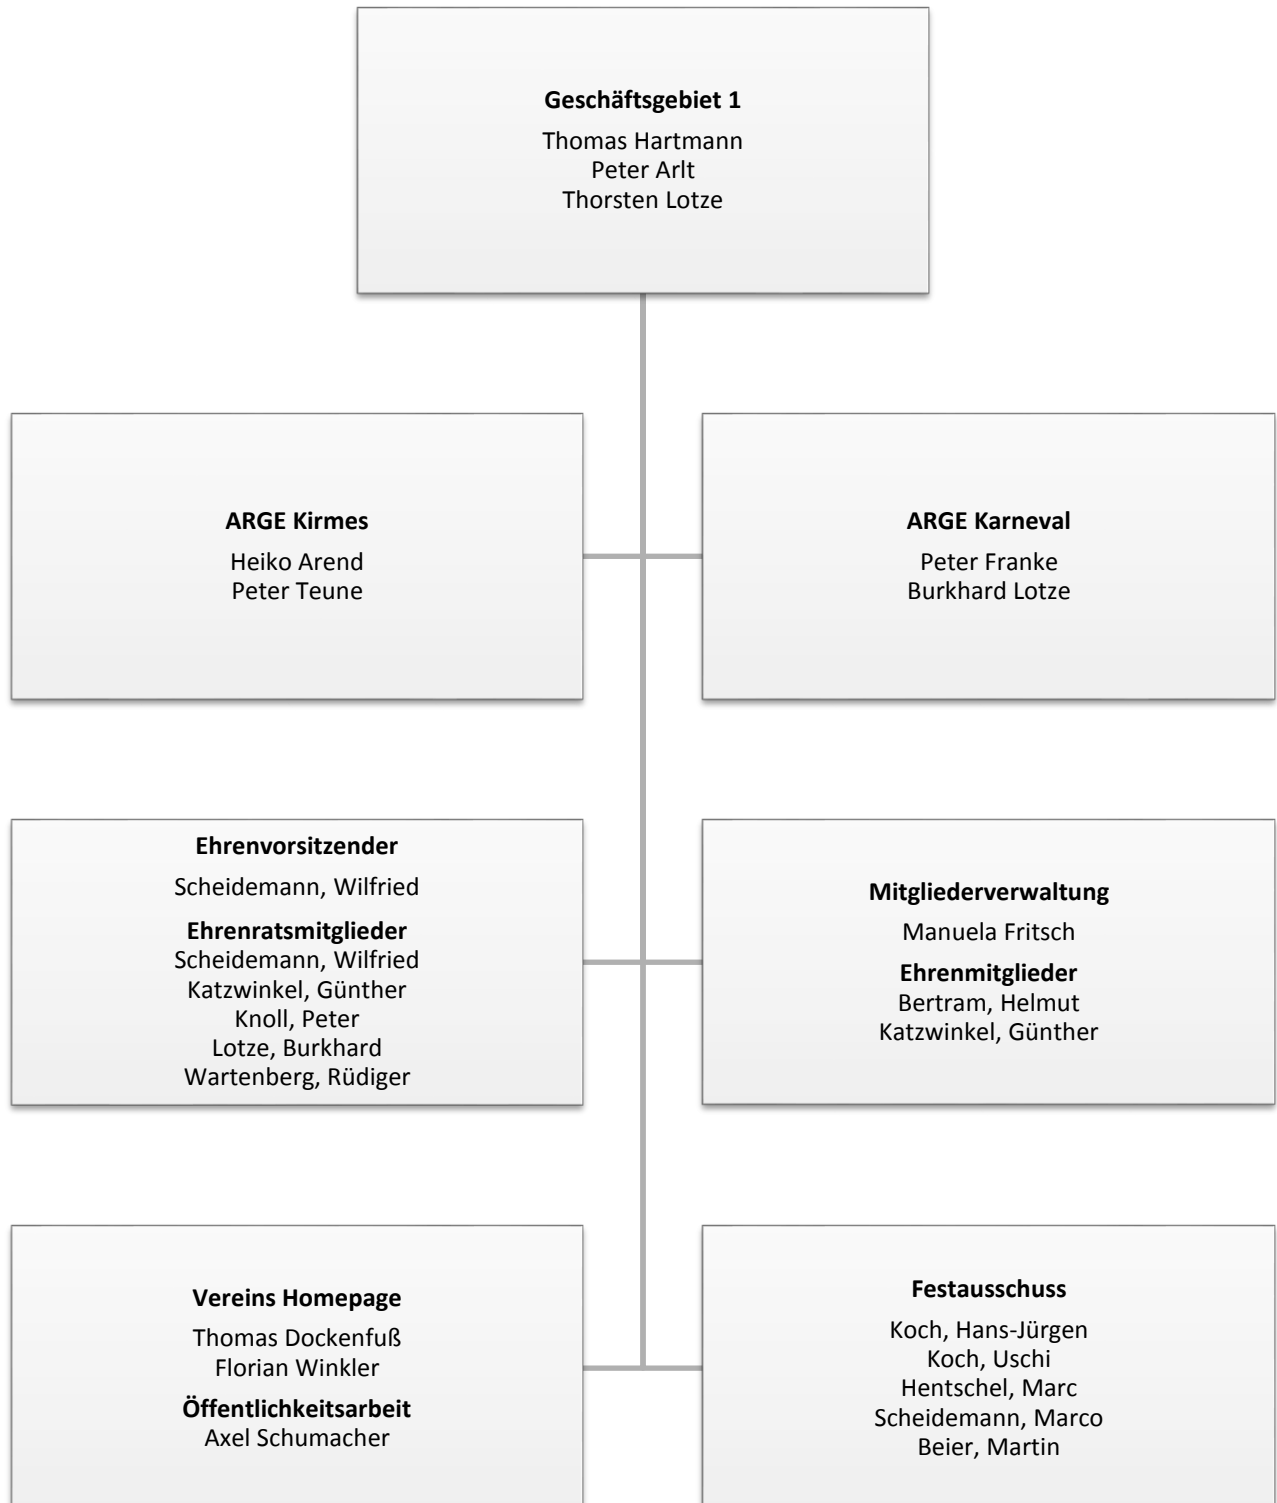 Geschäftsgebiet 1
Thomas Hartmann
Peter Arlt
Thorsten Lotze
ARGE Kirmes
Heiko Arend
Peter Teune
ARGE Karneval
Peter Franke
Burkhard Lotze
Ehrenvorsitzender
Scheidemann, Wilfried
Ehrenratsmitglieder
Scheidemann, Wilfried
Katzwinkel, Günther
Knoll, Peter
Lotze, Burkhard
Wartenberg, Rüdiger
Mitgliederverwaltung
Manuela Fritsch
Ehrenmitglieder
Bertram, Helmut
Katzwinkel, Günther
Vereins Homepage
Thomas Dockenfuß
Florian Winkler
Öffentlichkeitsarbeit
Axel Schumacher
Festausschuss
Koch, Hans-Jürgen
Koch, Uschi
Hentschel, Marc
Scheidemann, Marco
Beier, Martin